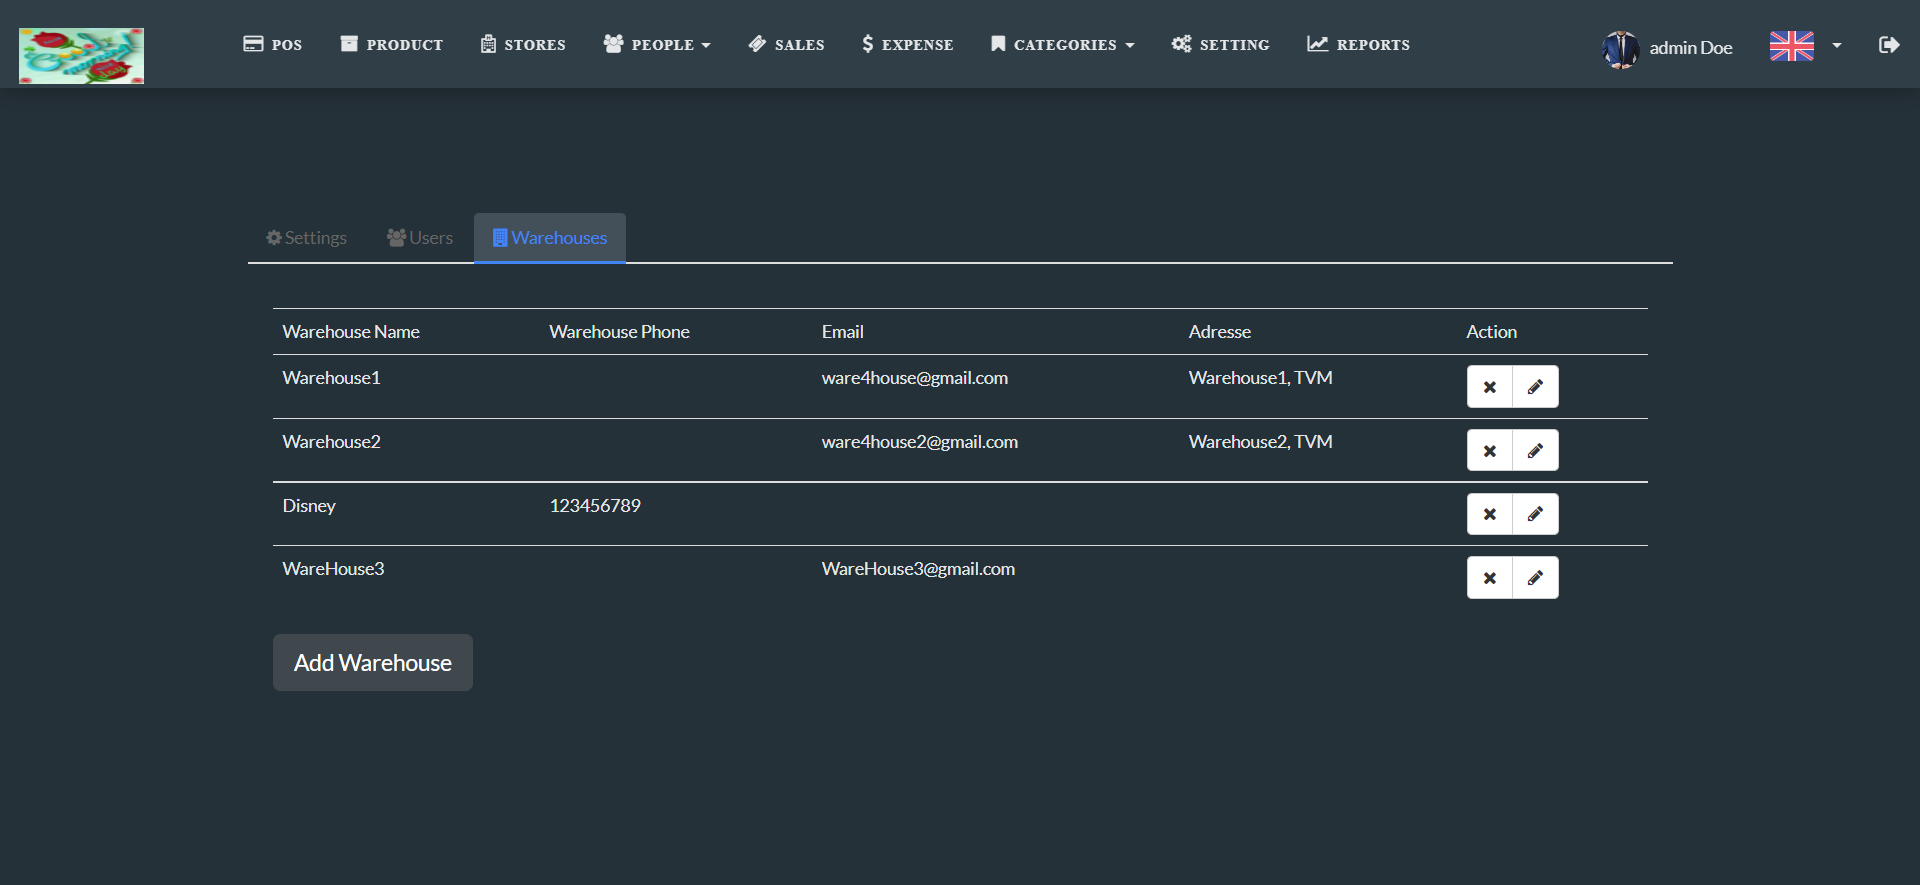 POS PRODUCT STORES PEOPLE SALES EXPENSE CATEGORIES SETTING REPORTS admin Doe
Settings Users Warehouses
Warehouse Name Warehouse Phone Email Adresse Action
Warehouse1 ware4house@gmail.com Warehouse1, TVM
Warehouse2 ware4house2@gmail.com Warehouse2, TVM
Disney 123456789
WareHouse3 WareHouse3@gmail.com
Add Warehouse